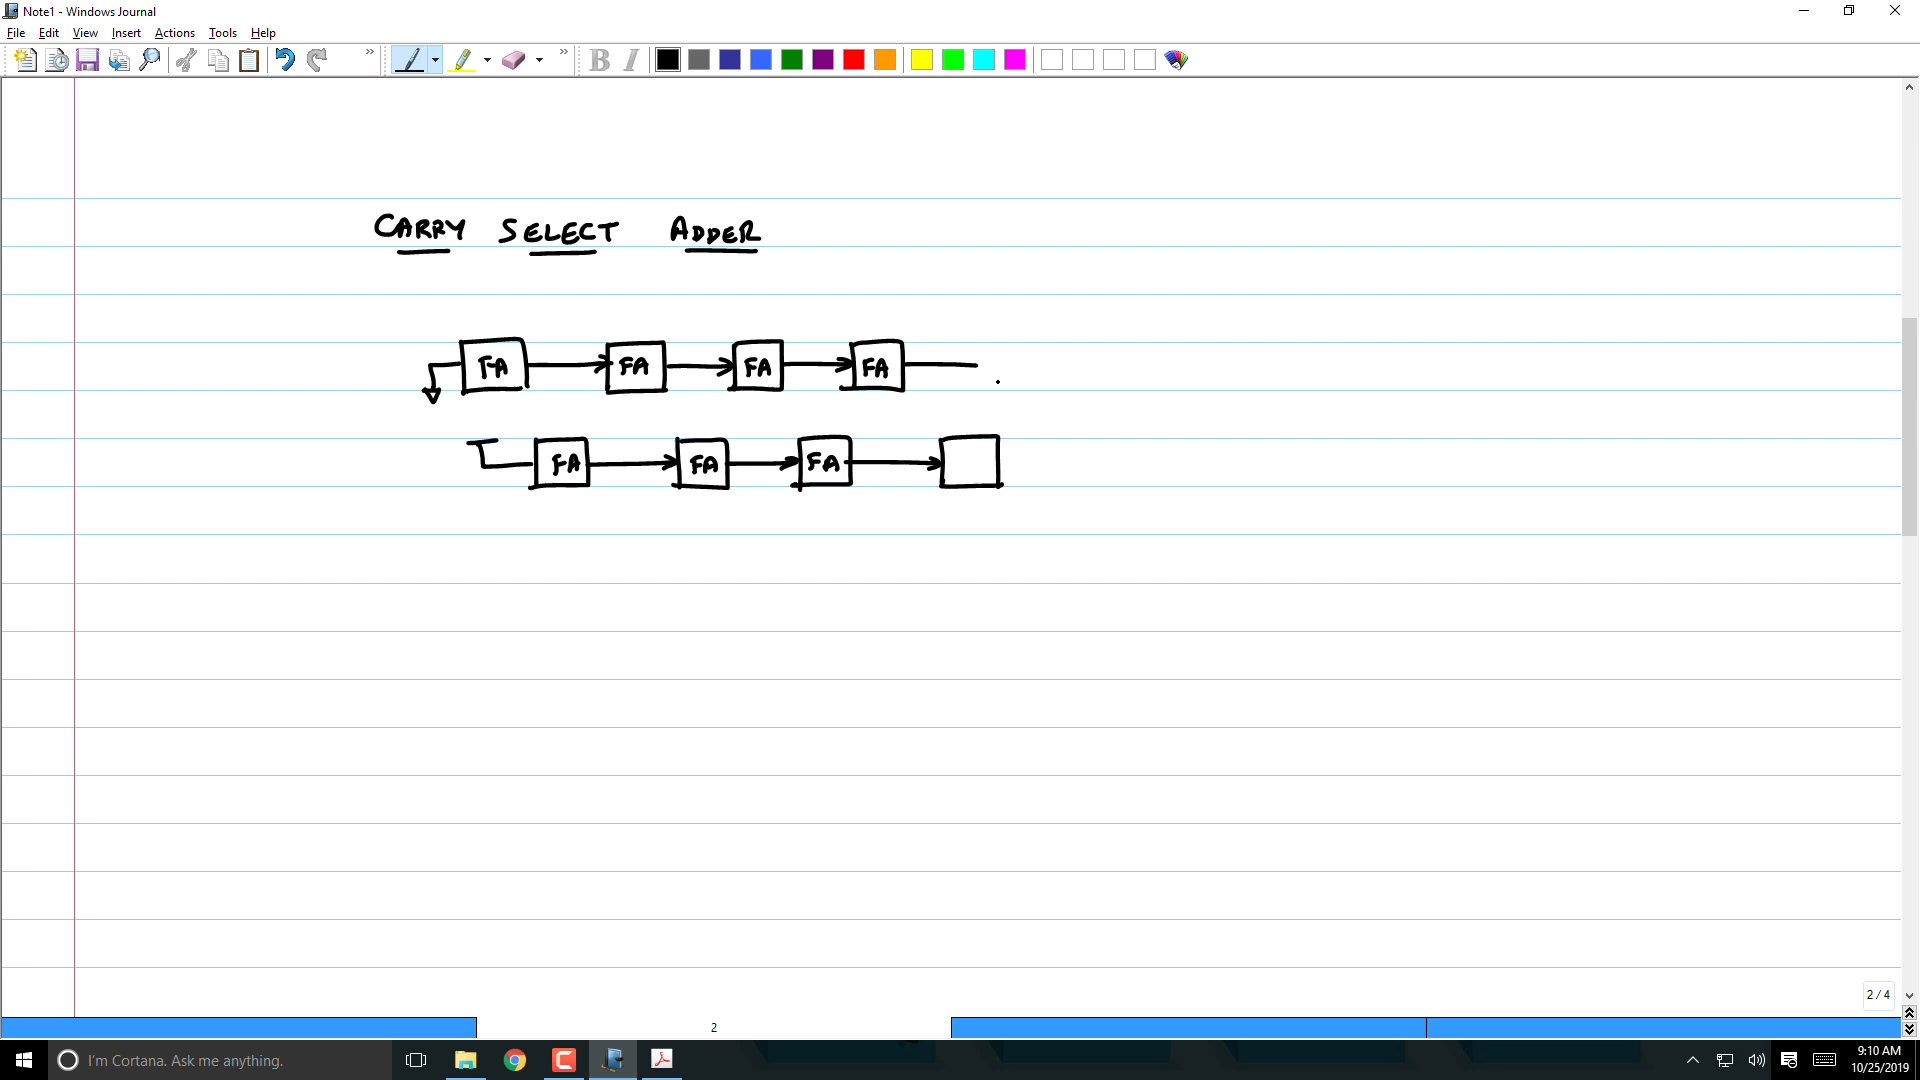 Note1 - Windows Journal
File Edit View Insert Actions Tools Help
B I
CARRY SELECT ADDER
FA FA FA FA
FA FA FA
2 / 4
2
I'm Cortana. Ask me anything.
9:10 AM
10/25/2019